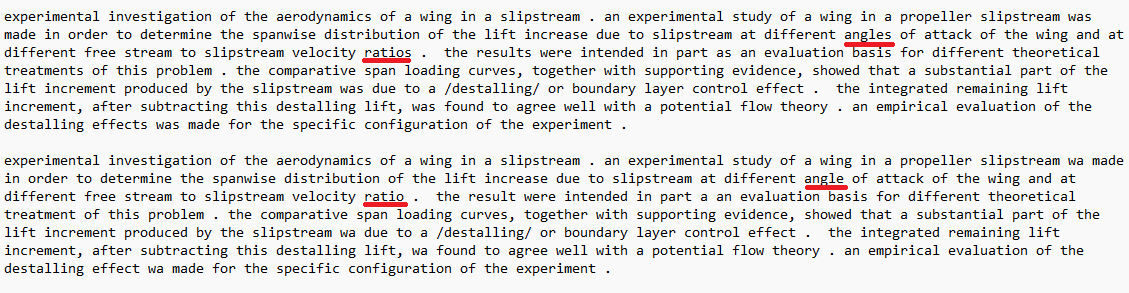 experimental investigation of the aerodynamics of a wing in a slipstream . an experimental study of a wing in a propeller slipstream was
made in order to determine the spanwise distribution of the lift increase due to slipstream at different angles of attack of the wing and at
different free stream to slipstream velocity ratios .  the results were intended in part as an evaluation basis for different theoretical
treatments of this problem . the comparative span loading curves, together with supporting evidence, showed that a substantial part of the
lift increment produced by the slipstream was due to a /destalling/ or boundary layer control effect .  the integrated remaining lift
increment, after subtracting this destalling lift, was found to agree well with a potential flow theory . an empirical evaluation of the
destalling effects was made for the specific configuration of the experiment .

experimental investigation of the aerodynamics of a wing in a slipstream . an experimental study of a wing in a propeller slipstream wa made
in order to determine the spanwise distribution of the lift increase due to slipstream at different angle of attack of the wing and at
different free stream to slipstream velocity ratio .  the result were intended in part a an evaluation basis for different theoretical
treatment of this problem . the comparative span loading curves, together with supporting evidence, showed that a substantial part of the
lift increment produced by the slipstream wa due to a /destalling/ or boundary layer control effect .  the integrated remaining lift
increment, after subtracting this destalling lift, wa found to agree well with a potential flow theory . an empirical evaluation of the
destalling effect wa made for the specific configuration of the experiment .